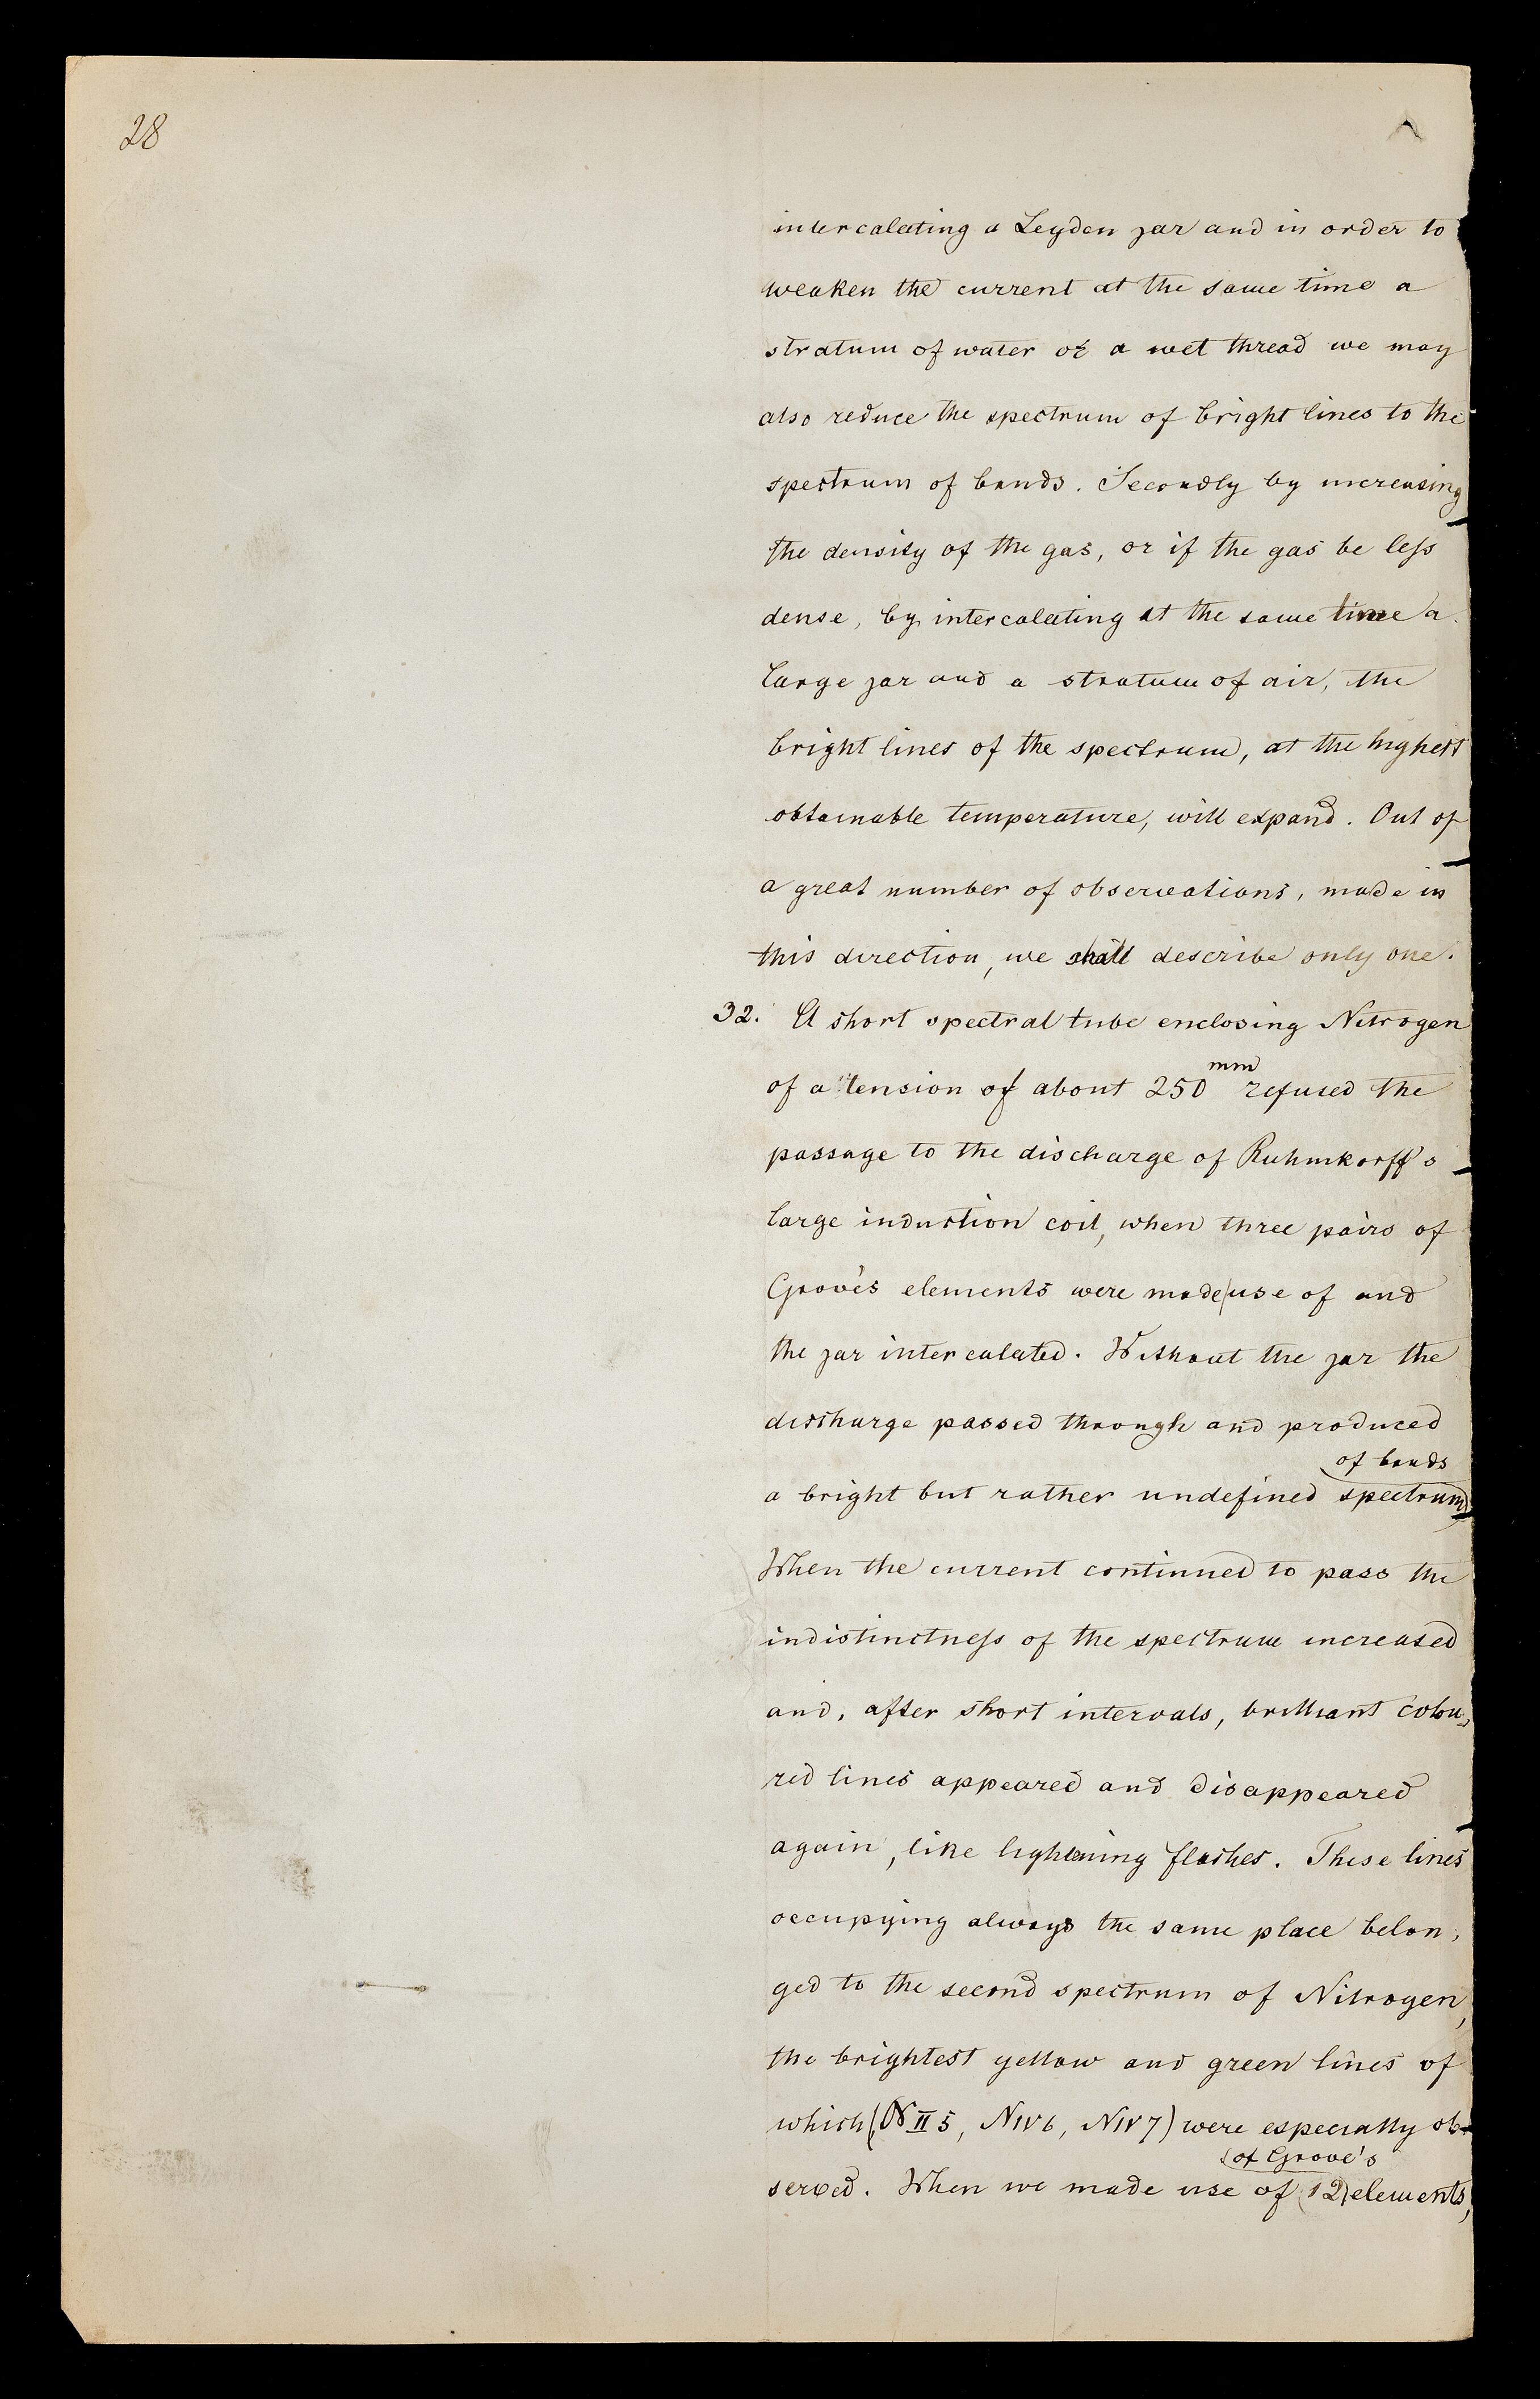 28
intercalating a Leyden jar and in order to
weaken the current at the same time a
stratum of water or a wet thread we may
also reduce the spectrum of bright lines to the
spectrum of bands. Secondly by increasing
the density of the gas, or if the gas be less
dense, by intercalating at the same time a
large jar and a stratum of air, the
bright lines of the spectrum, at the highest
obtainable temperature, will expand. Out of
a great number of observations, made in
this direction, we shall describe only one.
32. A short spectral tube enclosing Nitrogen
of a tension of about 250 mm refused the
passage to the discharge of Ruhmkorff's
large induction coil, when three pairs of
Grove's elements were made use of and
the jar intercalated. Without the jar the
discharge passed through and produced
of bands
a bright but rather undefined spectrum
When the current continued to pass the
indistinctness of the spectrum increased
and, after short intervals, brilliant colou-
red lines appeared and disappeared
again, like lightening flashes. These lines
occupying always the same place belon-
ged to the second spectrum of Nitrogen,
the brightest yellow and green lines of
which (N II 5, N IV 6, N IV 7) were especially ob-
of Grove's
served. When we made use of 12 elements,